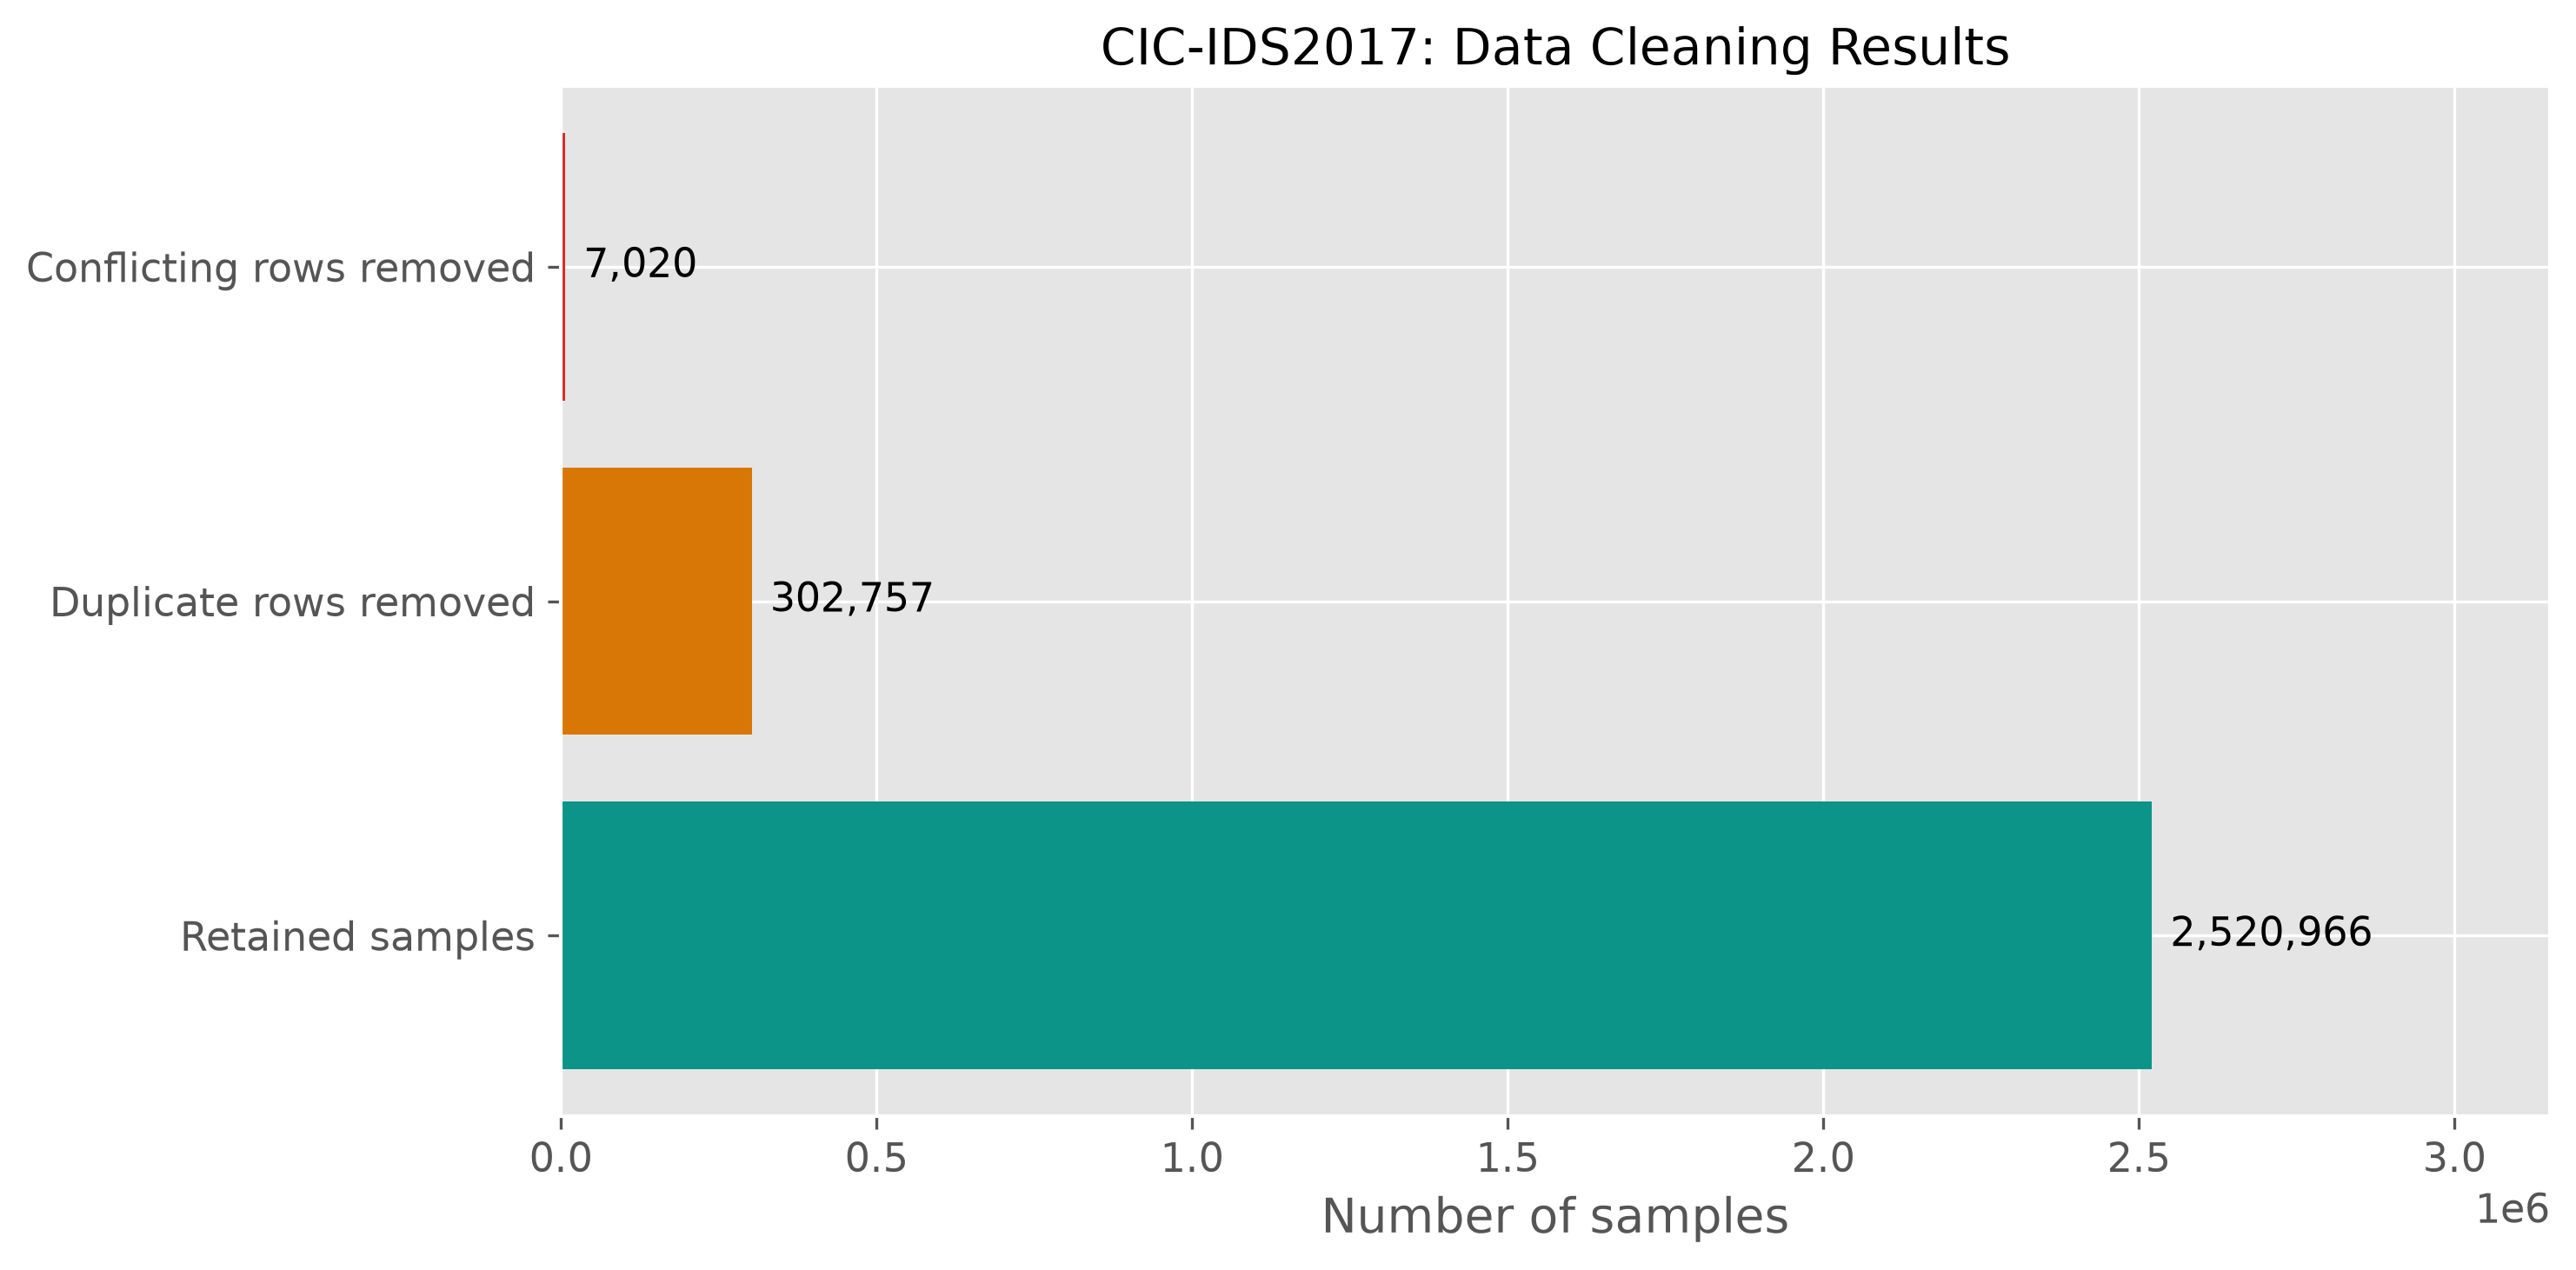 CIC-IDS2017: Data Cleaning Results
Conflicting rows removed
7,020
Duplicate rows removed
302,757
Retained samples
2,520,966
0.0 0.5 1.0 1.5 2.0 2.5 3.0
1e6
Number of samples